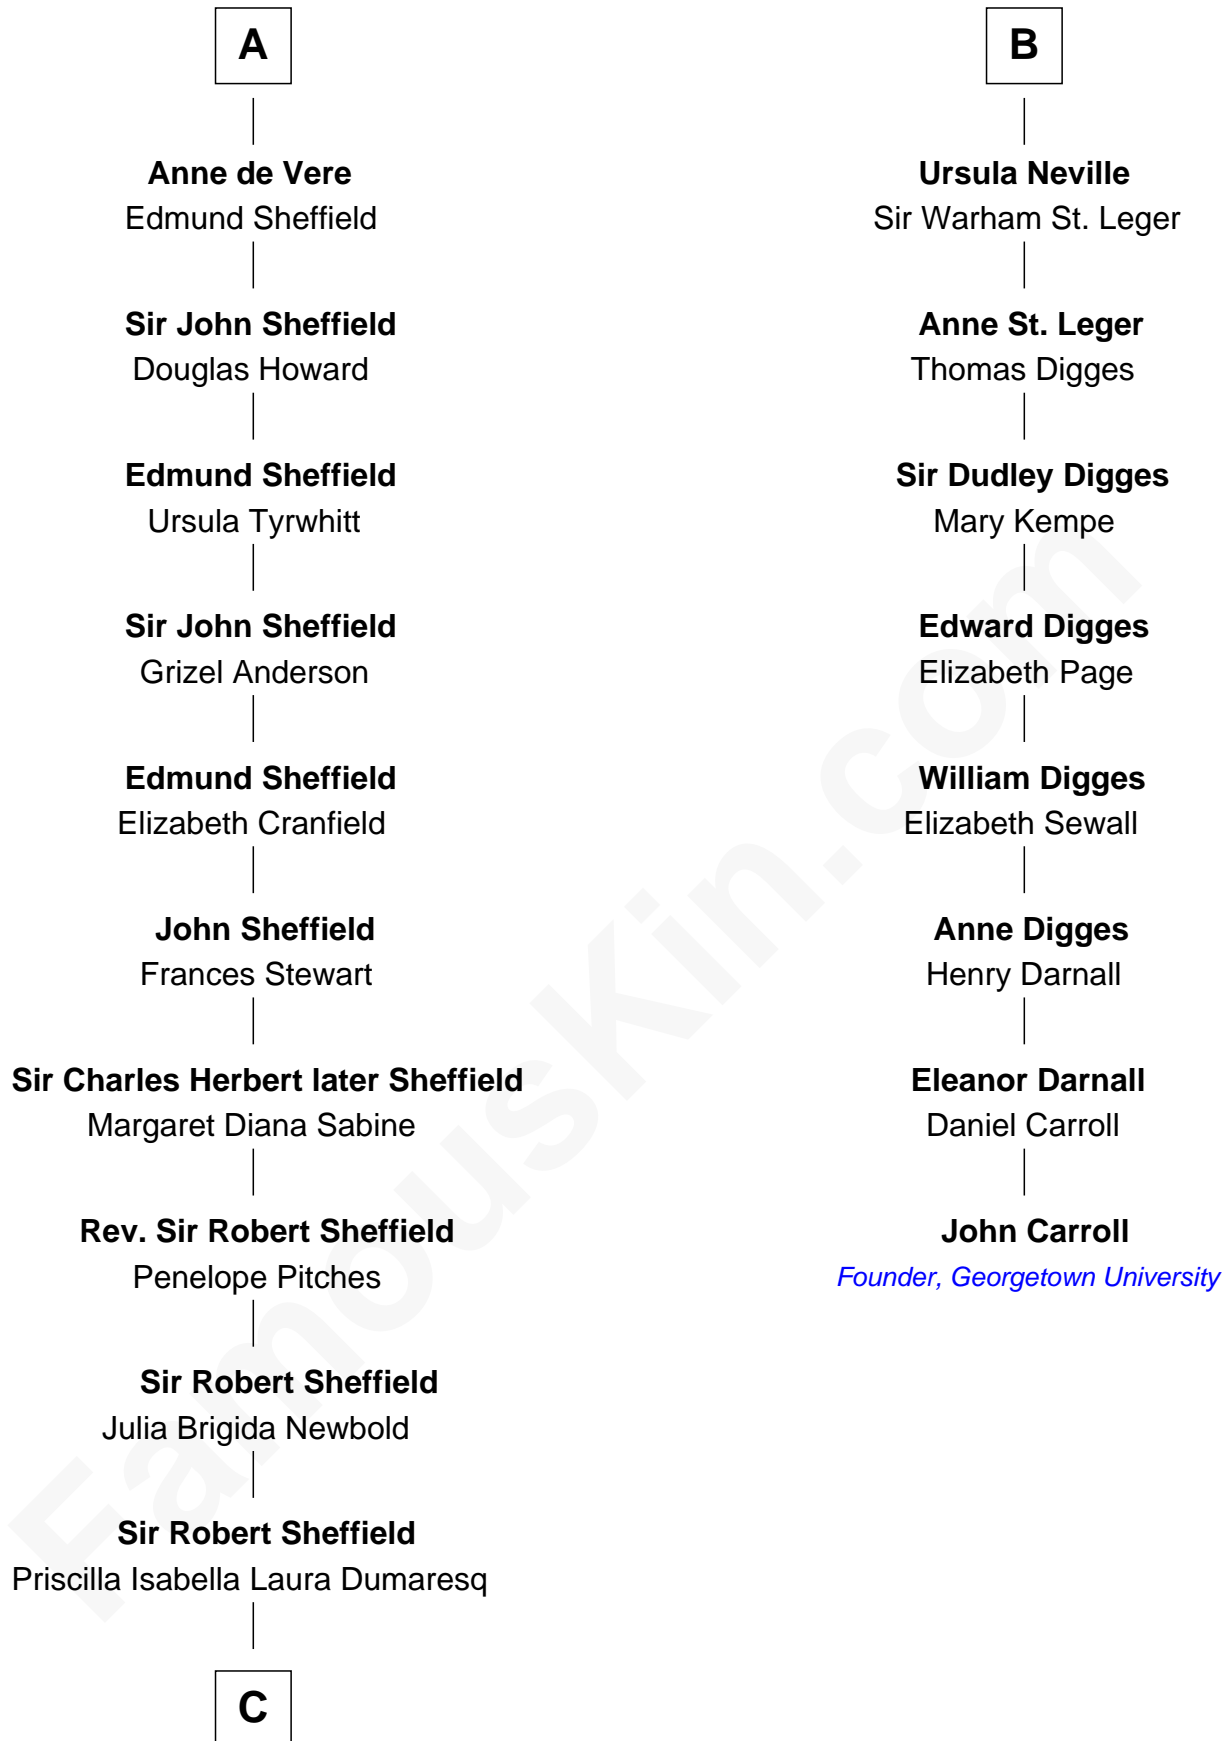 A
Anne de Vere
Edmund Sheffield
Sir John Sheffield
Douglas Howard
Edmund Sheffield
Ursula Tyrwhitt
Sir John Sheffield
Grizel Anderson
Edmund Sheffield
Elizabeth Cranfield
John Sheffield
Frances Stewart
Sir Charles Herbert later Sheffield
Margaret Diana Sabine
Rev. Sir Robert Sheffield
Penelope Pitches
Sir Robert Sheffield
Julia Brigida Newbold
Sir Robert Sheffield
Priscilla Isabella Laura Dumaresq
C
B
Ursula Neville
Sir Warham St. Leger
Anne St. Leger
Thomas Digges
Sir Dudley Digges
Mary Kempe
Edward Digges
Elizabeth Page
William Digges
Elizabeth Sewall
Anne Digges
Henry Darnall
Eleanor Darnall
Daniel Carroll
John Carroll
Founder, Georgetown University
FamousKin.com